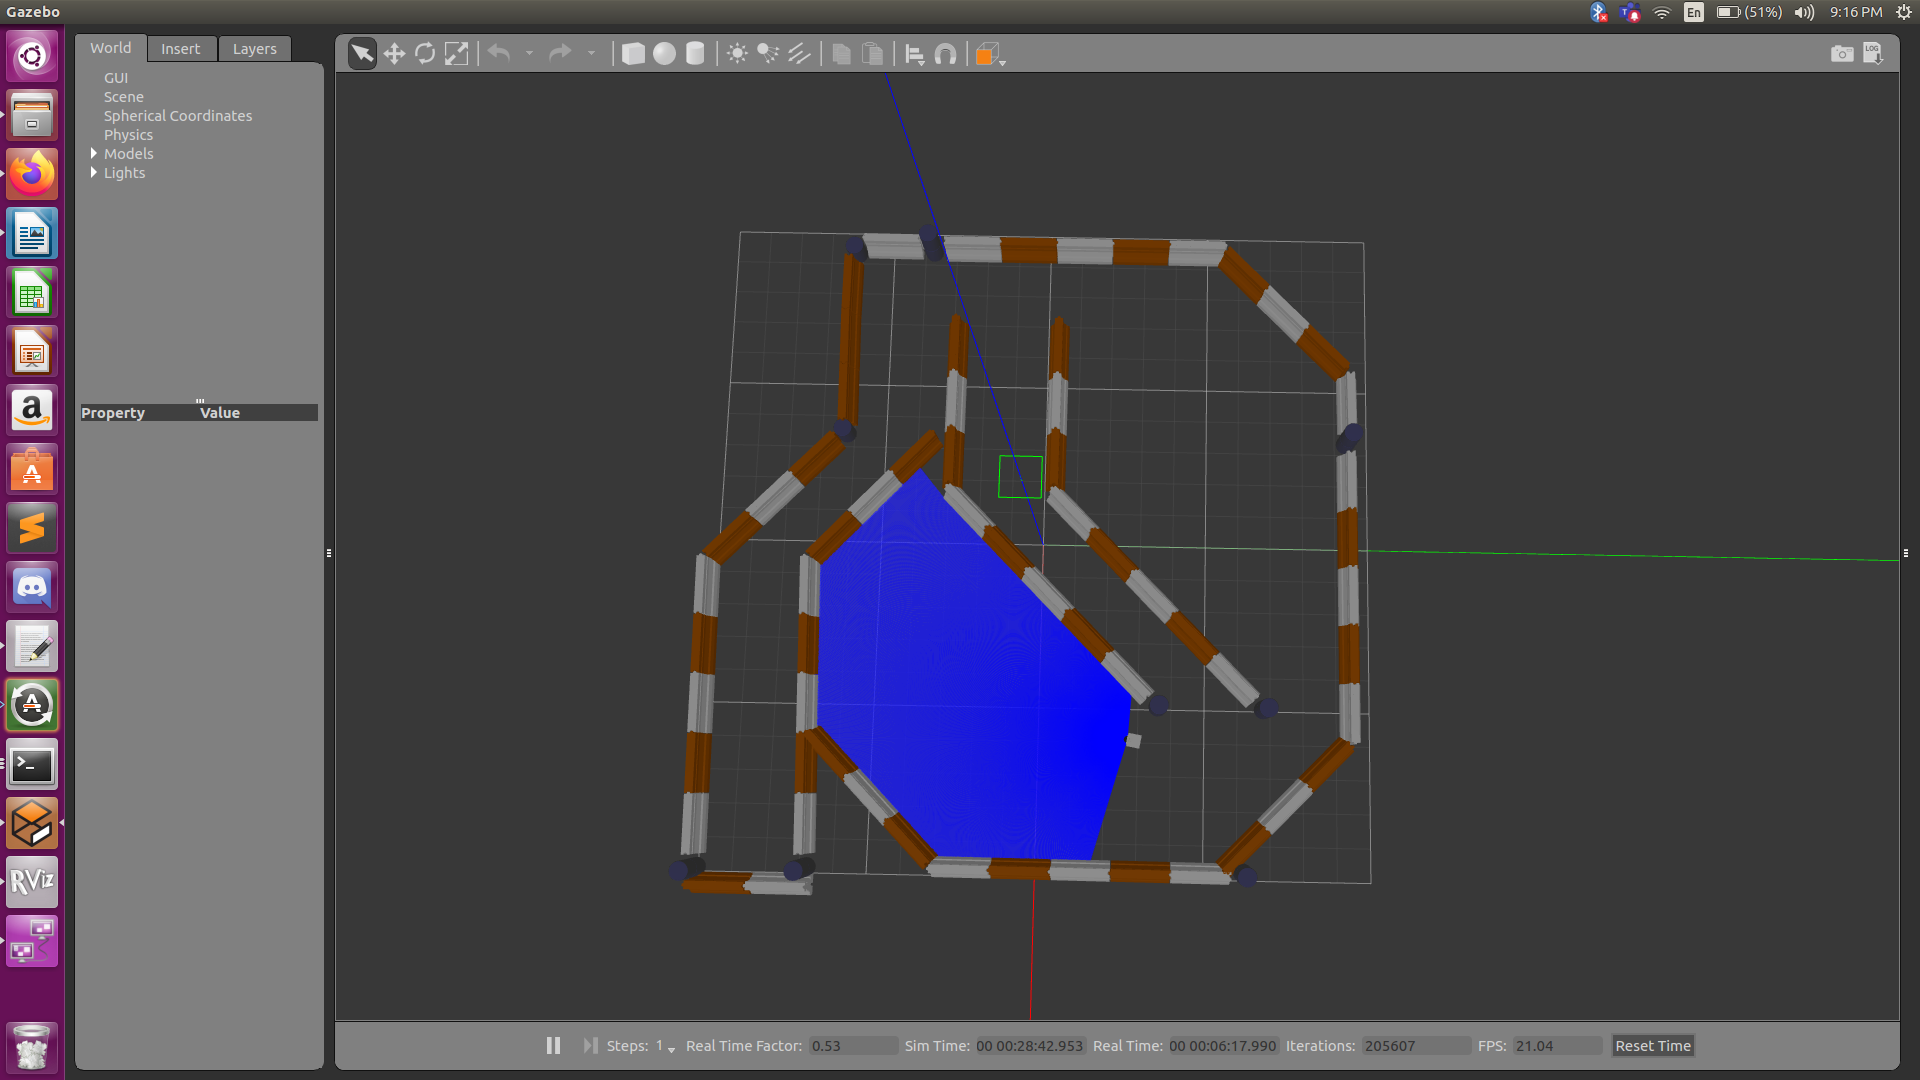 Gazebo
En
(51%)
9:16 PM
World
Insert
Layers
GUI
Scene
Spherical Coordinates
Physics
Models
Lights
Property
Value
LOG
a
A
RViz
Steps: 1
Real Time Factor: 0.53
Sim Time: 00 00:28:42.953
Real Time: 00 00:06:17.990
Iterations: 205607
FPS: 21.04
Reset Time